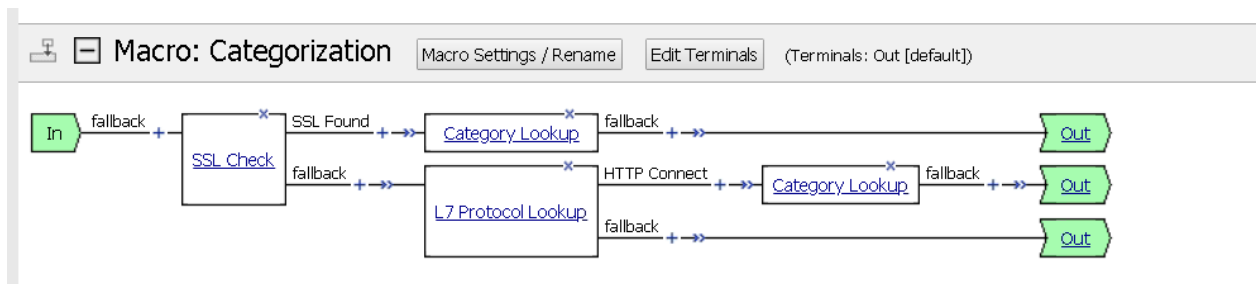 Macro: Categorization Macro Settings / Rename Edit Terminals (Terminals: Out [default])
In fallback + SSL Check SSL Found + Category Lookup fallback + Out
fallback + L7 Protocol Lookup HTTP Connect + Category Lookup fallback + Out
fallback + Out